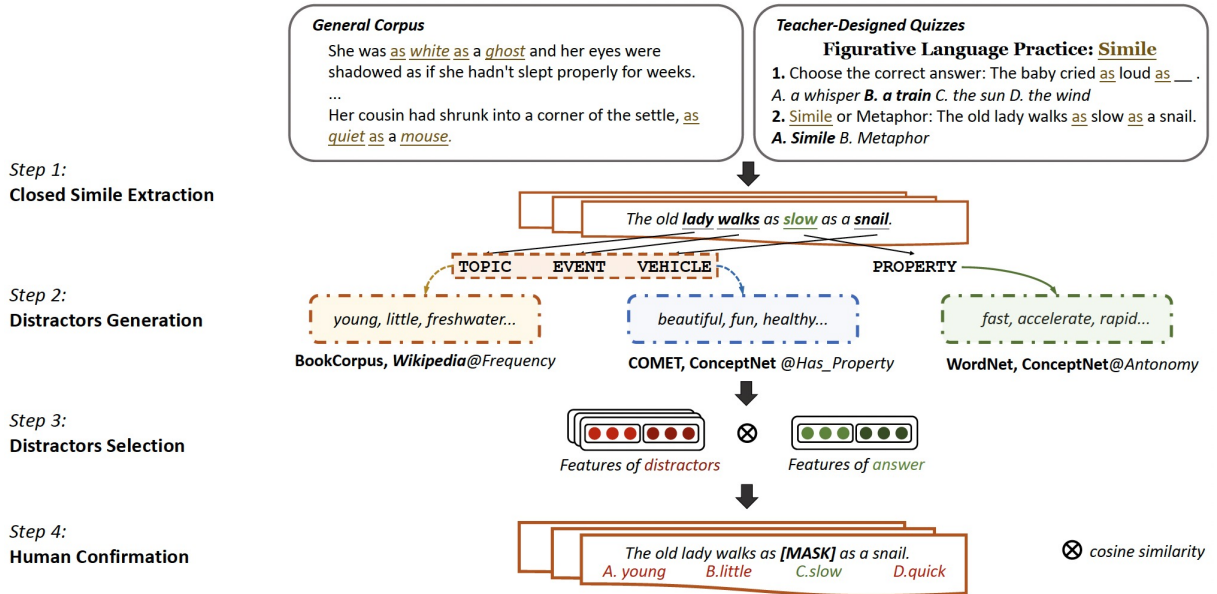 General Corpus
She was as white as a ghost and her eyes were
shadowed as if she hadn't slept properly for weeks.
...
Her cousin had shrunk into a corner of the settle, as
quiet as a mouse.
Teacher-Designed Quizzes
Figurative Language Practice: Simile
1. Choose the correct answer: The baby cried as loud as __ .
A. a whisper B. a train C. the sun D. the wind
2. Simile or Metaphor: The old lady walks as slow as a snail.
A. Simile B. Metaphor
Step 1:
Closed Simile Extraction
The old lady walks as slow as a snail.
TOPIC EVENT VEHICLE PROPERTY
Step 2:
Distractors Generation
young, little, freshwater...
beautiful, fun, healthy...
fast, accelerate, rapid...
BookCorpus, Wikipedia@Frequency
COMET, ConceptNet @Has_Property
WordNet, ConceptNet@Antonomy
Step 3:
Distractors Selection
Features of distractors
Features of answer
Step 4:
Human Confirmation
The old lady walks as [MASK] as a snail.
A. young B.little C.slow D.quick
cosine similarity